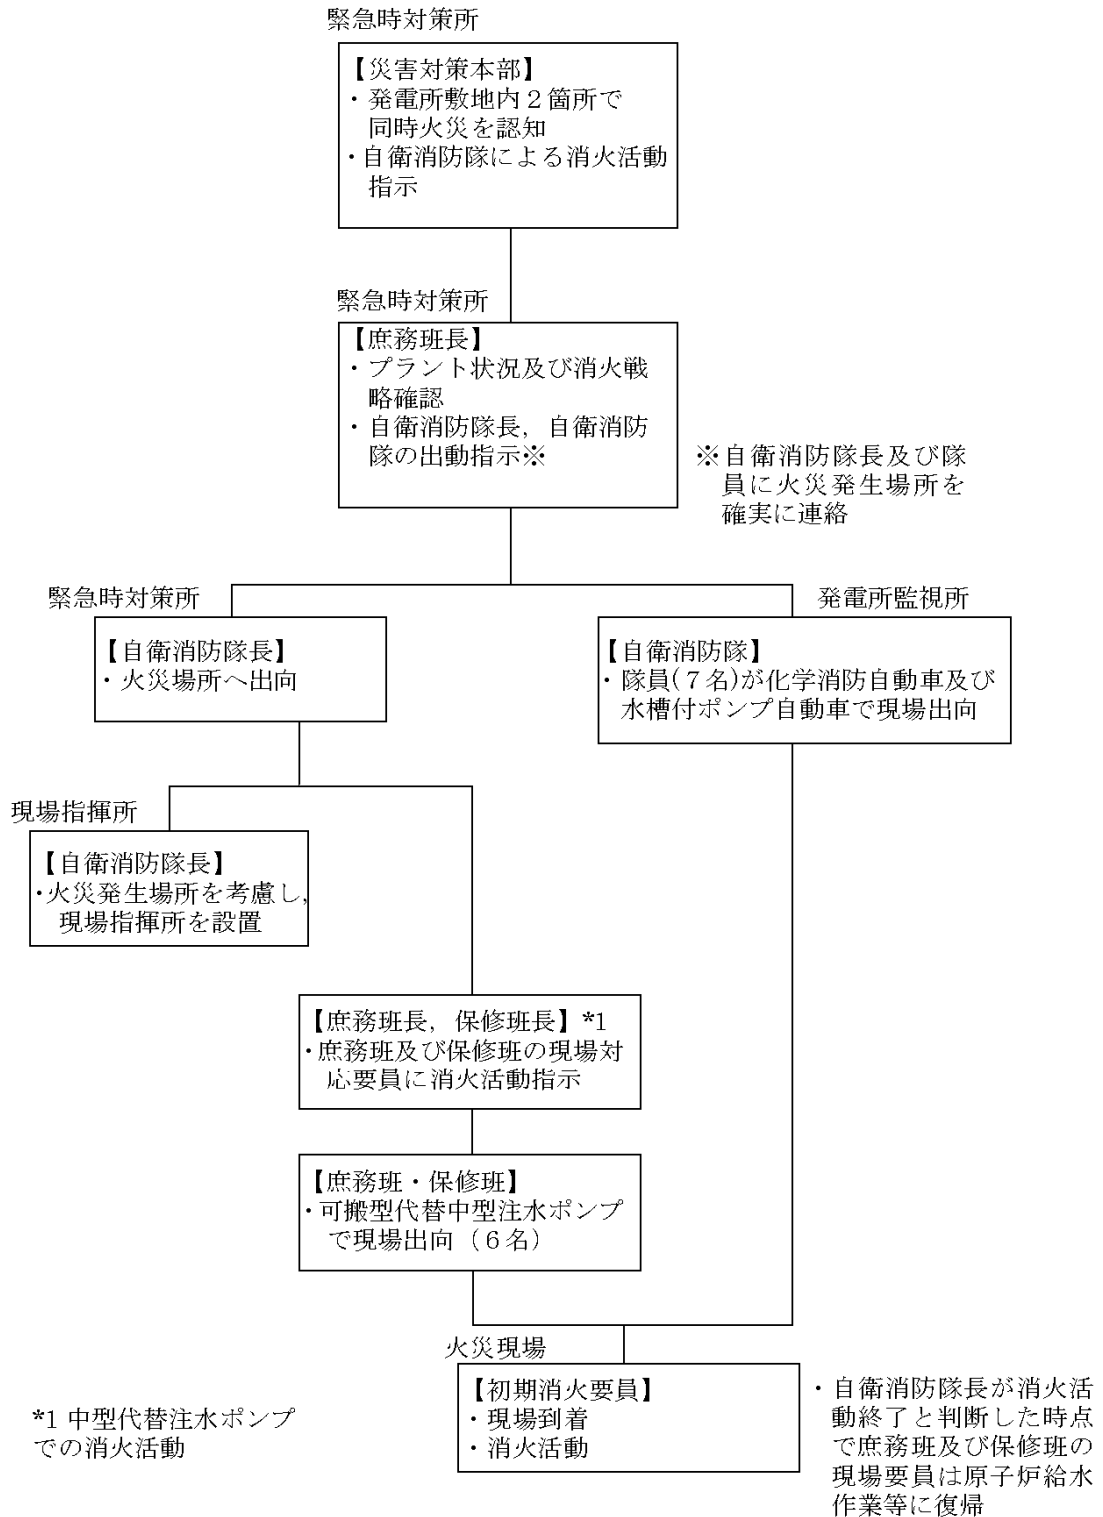 緊急時対策所
【災害対策本部】
・発電所敷地内２箇所で
同時火災を認知
・自衛消防隊による消火活動
指示
緊急時対策所
【庶務班長】
・プラント状況及び消火戦
略確認
・自衛消防隊長，自衛消防
隊の出動指示※
※自衛消防隊長及び隊
員に火災発生場所を
確実に連絡
緊急時対策所
【自衛消防隊長】
・火災場所へ出向
発電所監視所
【自衛消防隊】
・隊員(７名)が化学消防自動車及び
水槽付ポンプ自動車で現場出向
現場指揮所
【自衛消防隊長】
・火災発生場所を考慮し，
現場指揮所を設置
【庶務班長，保修班長】*1
・庶務班及び保修班の現場対
応要員に消火活動指示
【庶務班・保修班】
・可搬型代替中型注水ポンプ
で現場出向（６名）
火災現場
【初期消火要員】
・現場到着
・消火活動
・自衛消防隊長が消火活
動終了と判断した時点
で庶務班及び保修班の
現場要員は原子炉給水
作業等に復帰
*1 中型代替注水ポンプ
での消火活動